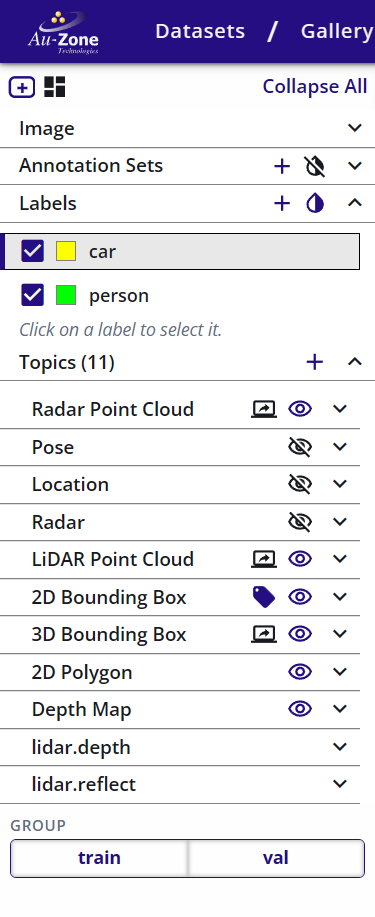 Au-Zone
Technologies
Datasets / Gallery
Collapse All
Image
Annotation Sets
Labels
car
person
Click on a label to select it.
Topics (11)
Radar Point Cloud
Pose
Location
Radar
LiDAR Point Cloud
2D Bounding Box
3D Bounding Box
2D Polygon
Depth Map
lidar.depth
lidar.reflect
GROUP
train val